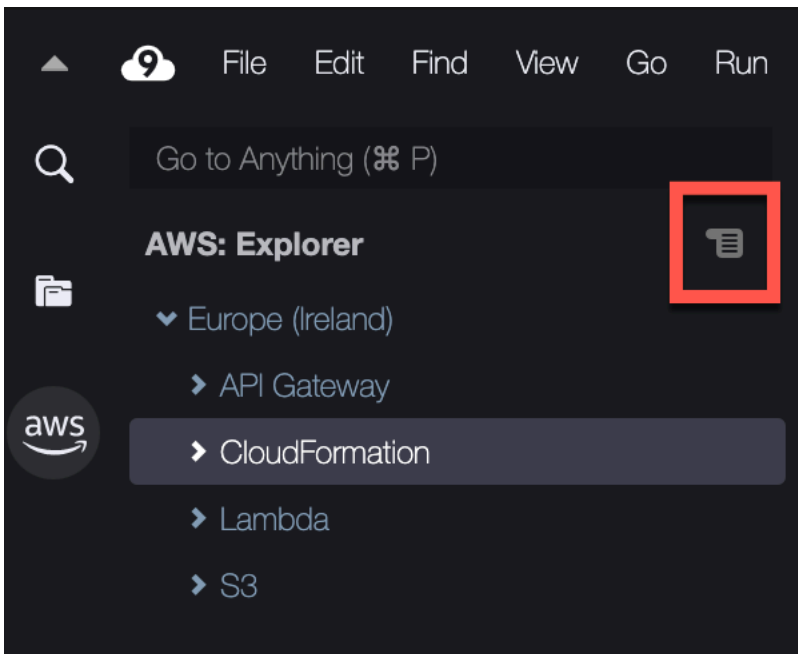 9 File Edit Find View Go Run
Go to Anything (⌘ P)
AWS: Explorer
Europe (Ireland)
API Gateway
aws
CloudFormation
Lambda
S3